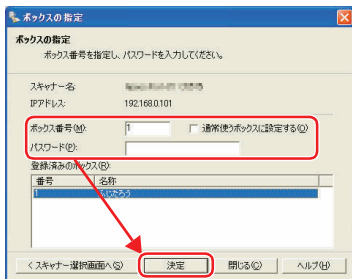 ボックスの指定
ボックスの指定
ボックス番号を指定し、パスワードを入力してください。
スキャナー名:
IPアドレス: 192.168.0.101
ボックス番号(M): 1 通常使うボックスに設定する(O)
パスワード(P):
登録済みのボックス(R):
番号 名称
1 ふじたろう
< スキャナー選択画面へ(S) 決定 閉じる(C) ヘルプ(H)